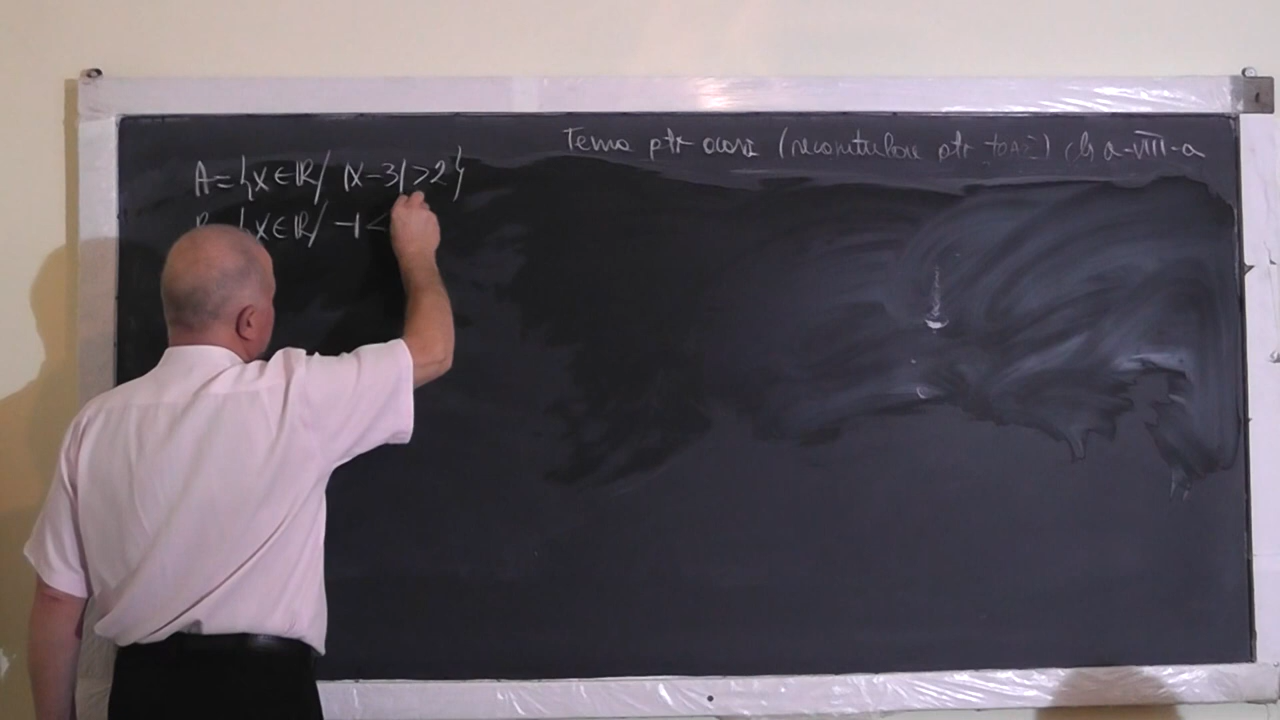 Tema ptr acasă (recapitulare ptr toAtE) cls a-VIII-a
A={x∈ℝ/ |x-3|>2}
B={x∈ℝ/ -1<